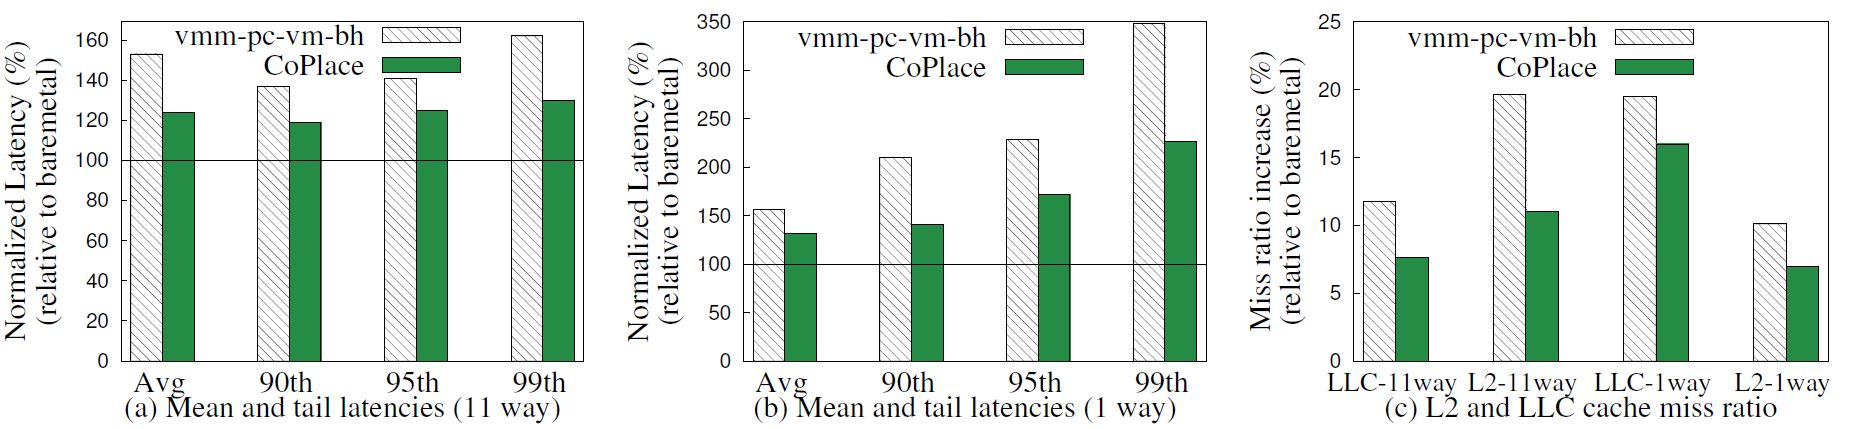 Normalized Latency (%)
(relative to baremetal)
160
140
120
100
80
60
40
20
0
vmm-pc-vm-bh
CoPlace
Avg 90th 95th 99th
(a) Mean and tail latencies (11 way)
Normalized Latency (%)
(relative to baremetal)
350
300
250
200
150
100
50
0
vmm-pc-vm-bh
CoPlace
Avg 90th 95th 99th
(b) Mean and tail latencies (1 way)
Miss ratio increase (%)
(relative to baremetal)
25
20
15
10
5
0
vmm-pc-vm-bh
CoPlace
LLC-11way L2-11way LLC-1way L2-1way
(c) L2 and LLC cache miss ratio